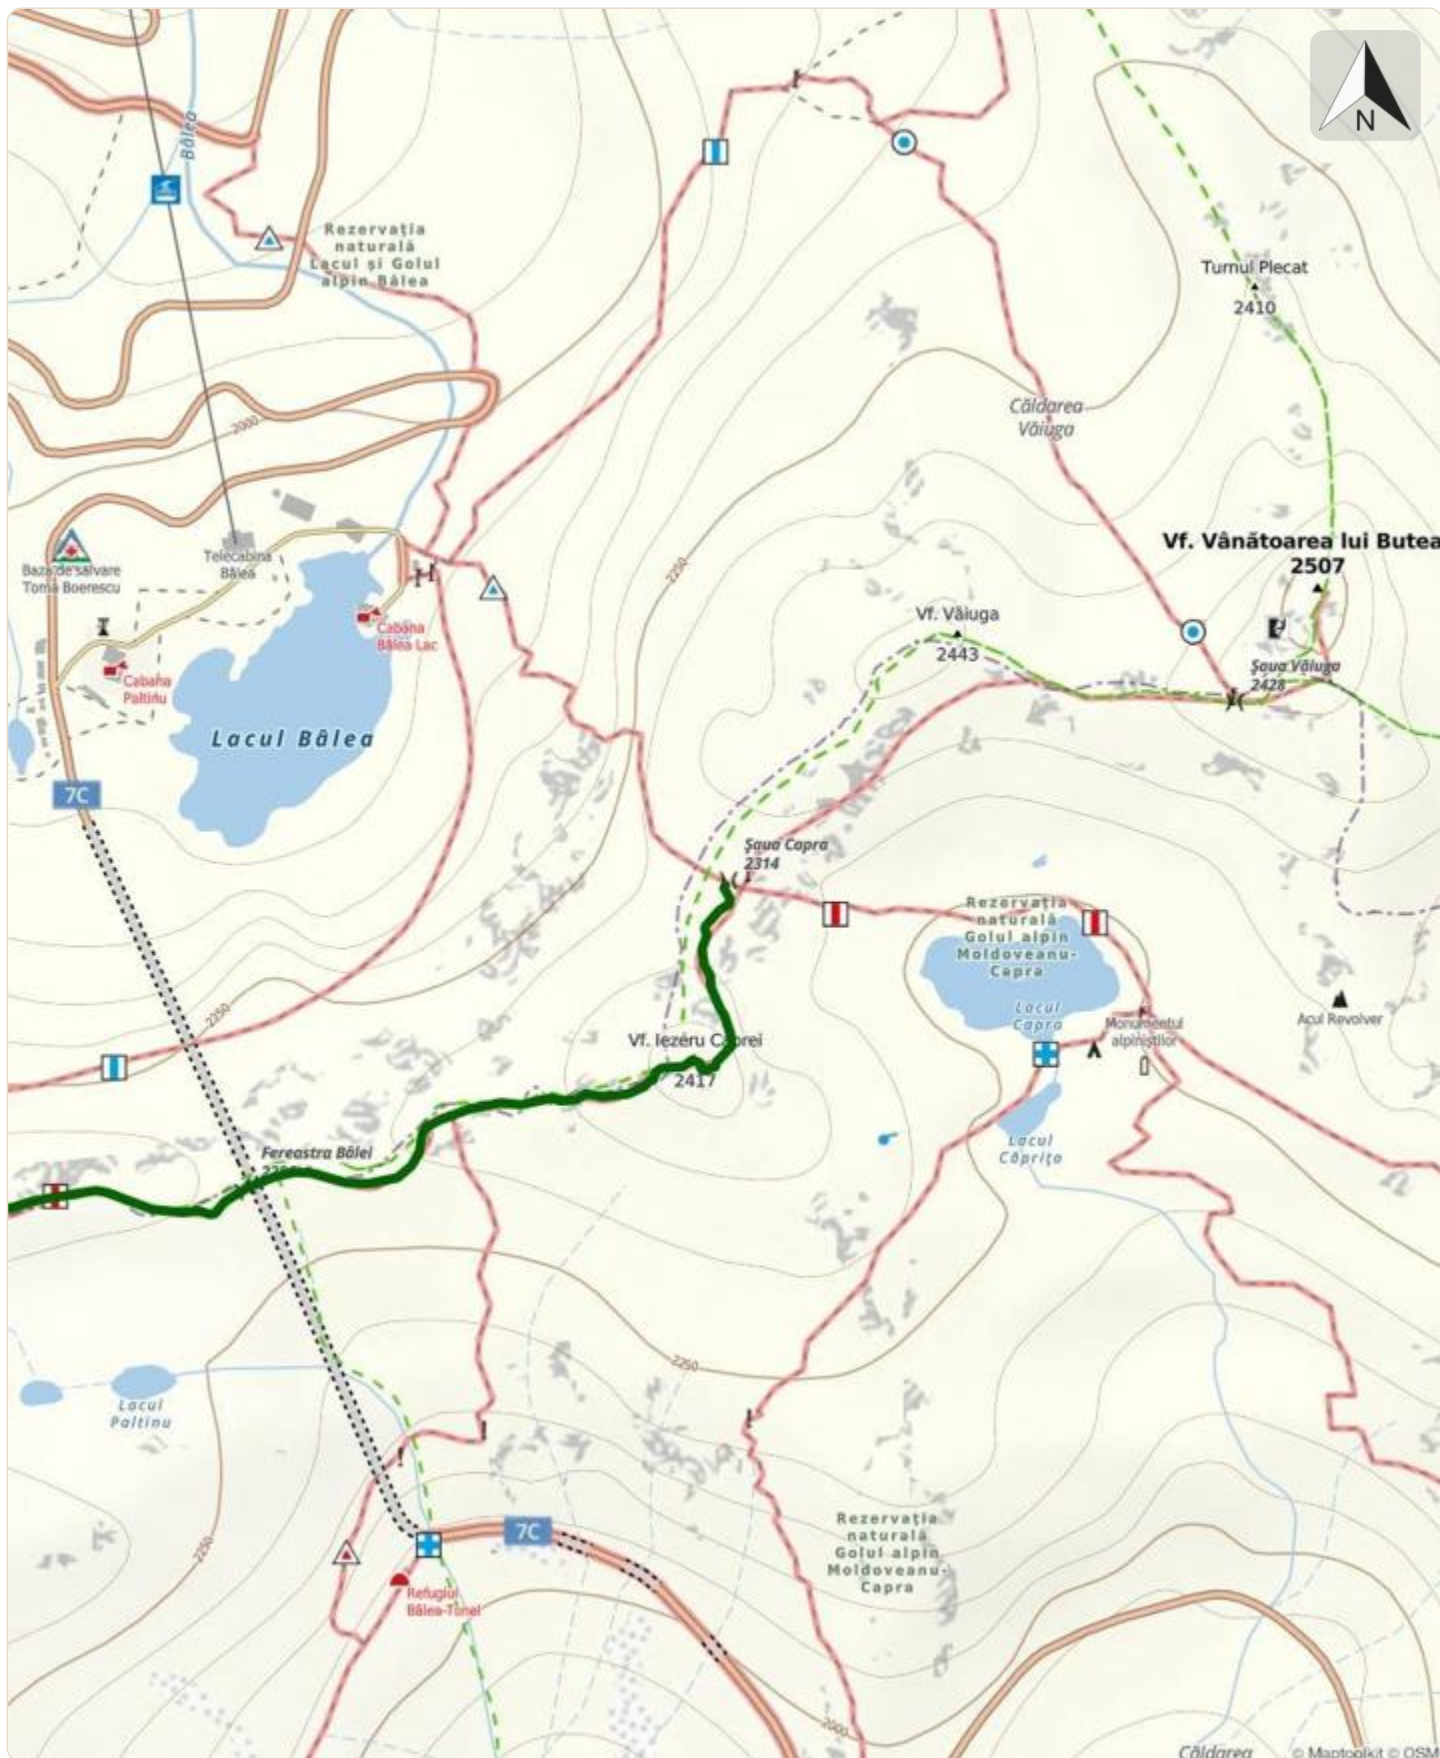 N
Bâlea
Rezervația
naturală
Lacul și Golul
alpin Bâlea
Turnul Plecat
2410
Căldarea
Văiuga
2000
Telecabina
Bâlea
Baza de salvare
Toma Boerescu
Vf. Vânătoarea lui Butea
2507
2250
Vf. Văiuga
2443
Cabana
Bâlea Lac
Șaua Văiuga
2428
Cabana
Paltinu
Lacul Bâlea
7C
Șaua Capra
2314
Rezervația
naturală
Golul alpin
Moldoveanu-
Capra
2250
Lacul
Capra
Monumentul
alpiniștilor
Acul Revolver
Vf. Iezeru Caprei
2417
Fereastra Bâlei
Lacul
Căprița
2250
Lacul
Paltinu
7C
2250
Rezervația
naturală
Golul alpin
Moldoveanu-
Capra
Refugiul
Bâlea-Tunel
2000
Căldarea
© Maptoolkit © OSM